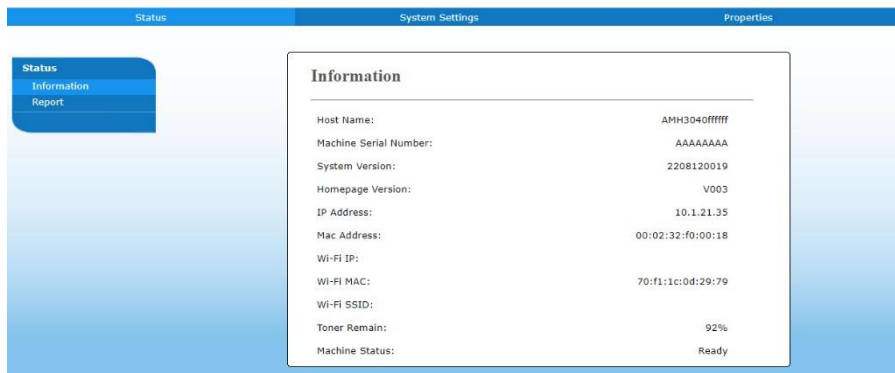 Status System Settings Properties
Status
Information
Report
Information
Host Name: AMH3040ffffff
Machine Serial Number: AAAAAAAA
System Version: 2208120019
Homepage Version: V003
IP Address: 10.1.21.35
Mac Address: 00:02:32:f0:00:18
Wi-Fi IP:
Wi-Fi MAC: 70:f1:1c:0d:29:79
Wi-Fi SSID:
Toner Remain: 92%
Machine Status: Ready